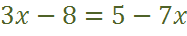 3x − 8 = 5 − 7x